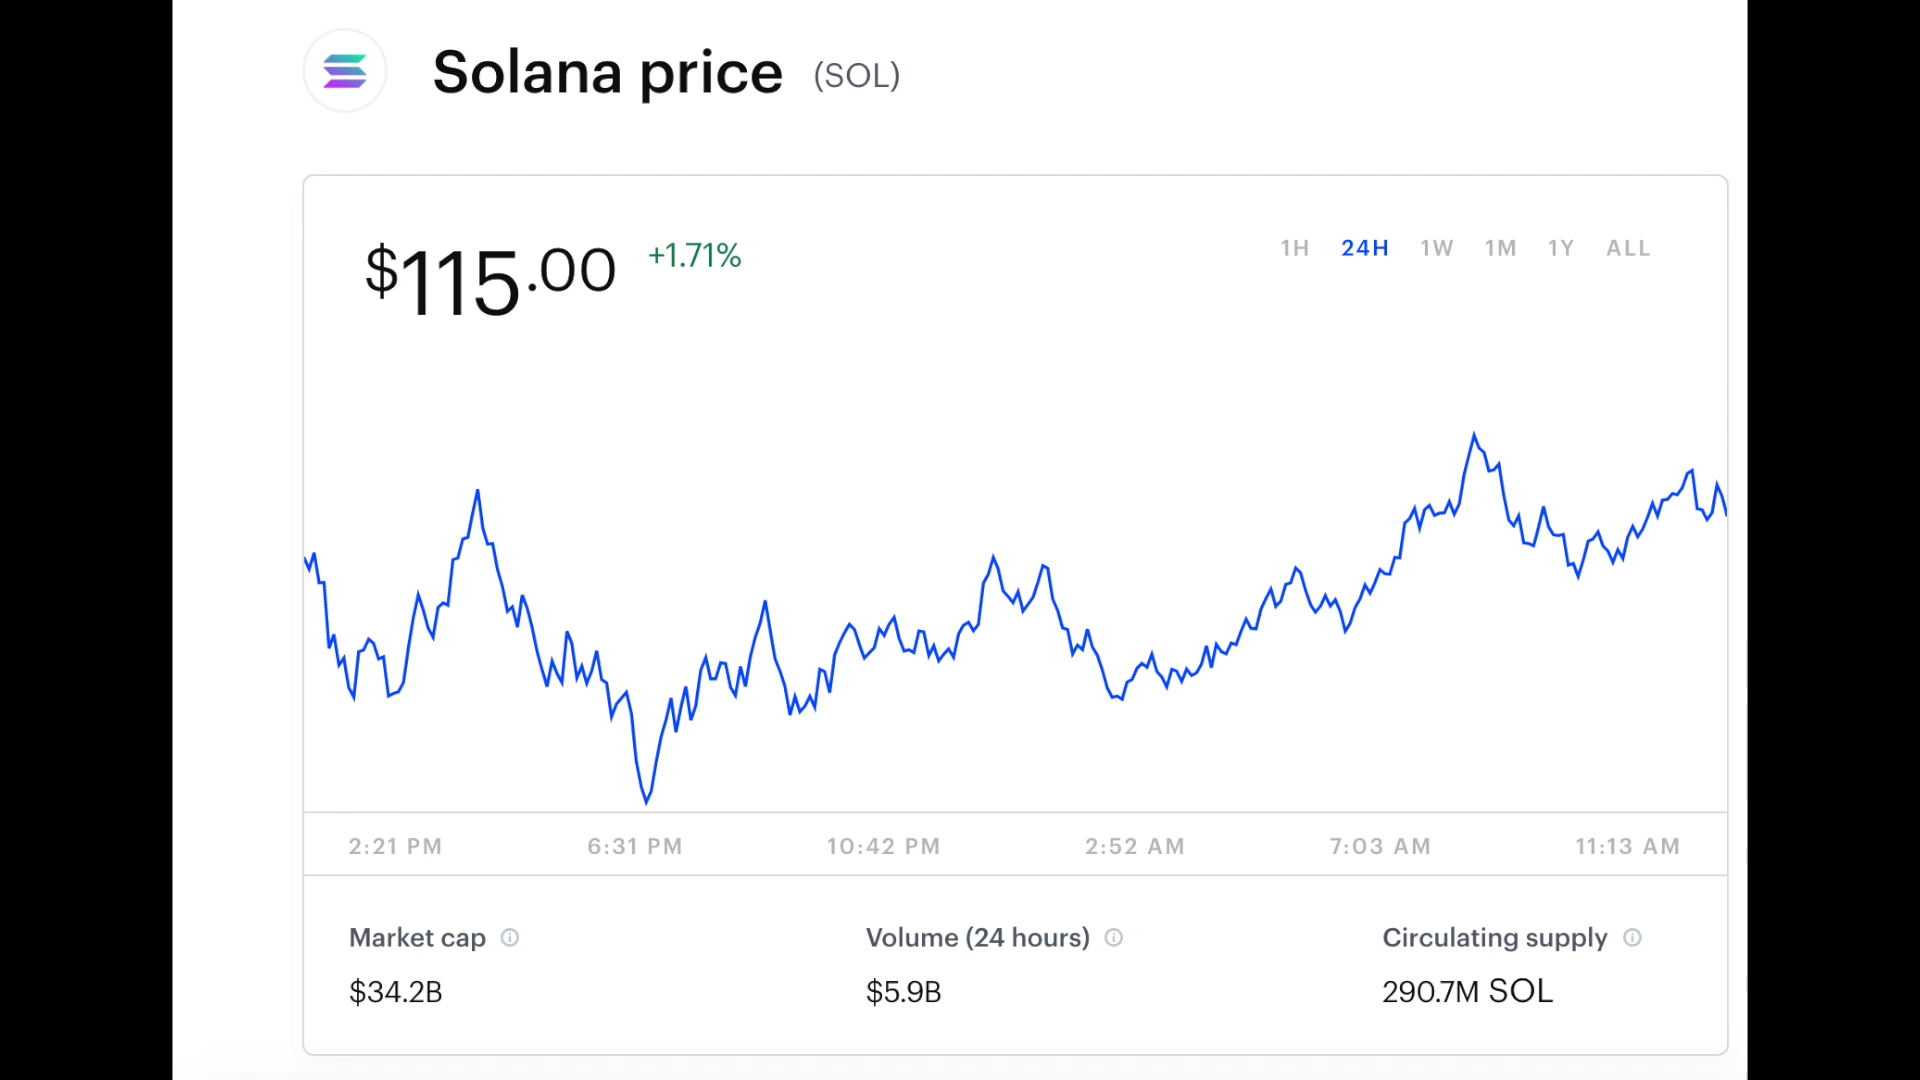 Solana price (SOL)
$115.00 +1.71%
1H 24H 1W 1M 1Y ALL
2:21 PM 6:31 PM 10:42 PM 2:52 AM 7:03 AM 11:13 AM
Market cap Volume (24 hours) Circulating supply
$34.2B $5.9B 290.7M SOL